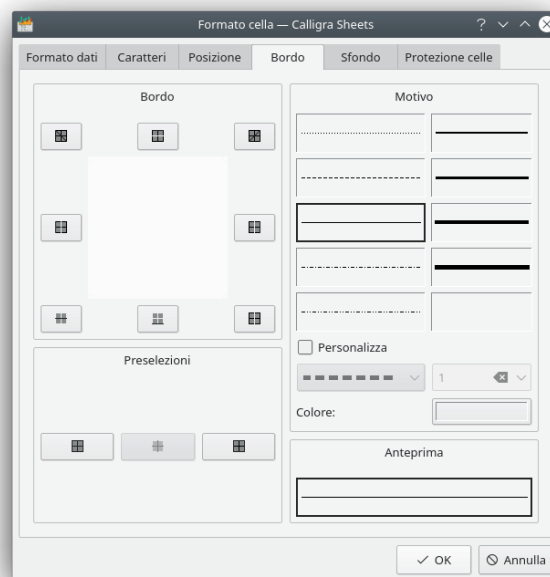 Formato cella — Calligra Sheets
Formato dati Caratteri Posizione Bordo Sfondo Protezione celle
Bordo
Motivo
Personalizza
1
Colore:
Preselezioni
Anteprima
OK Annulla